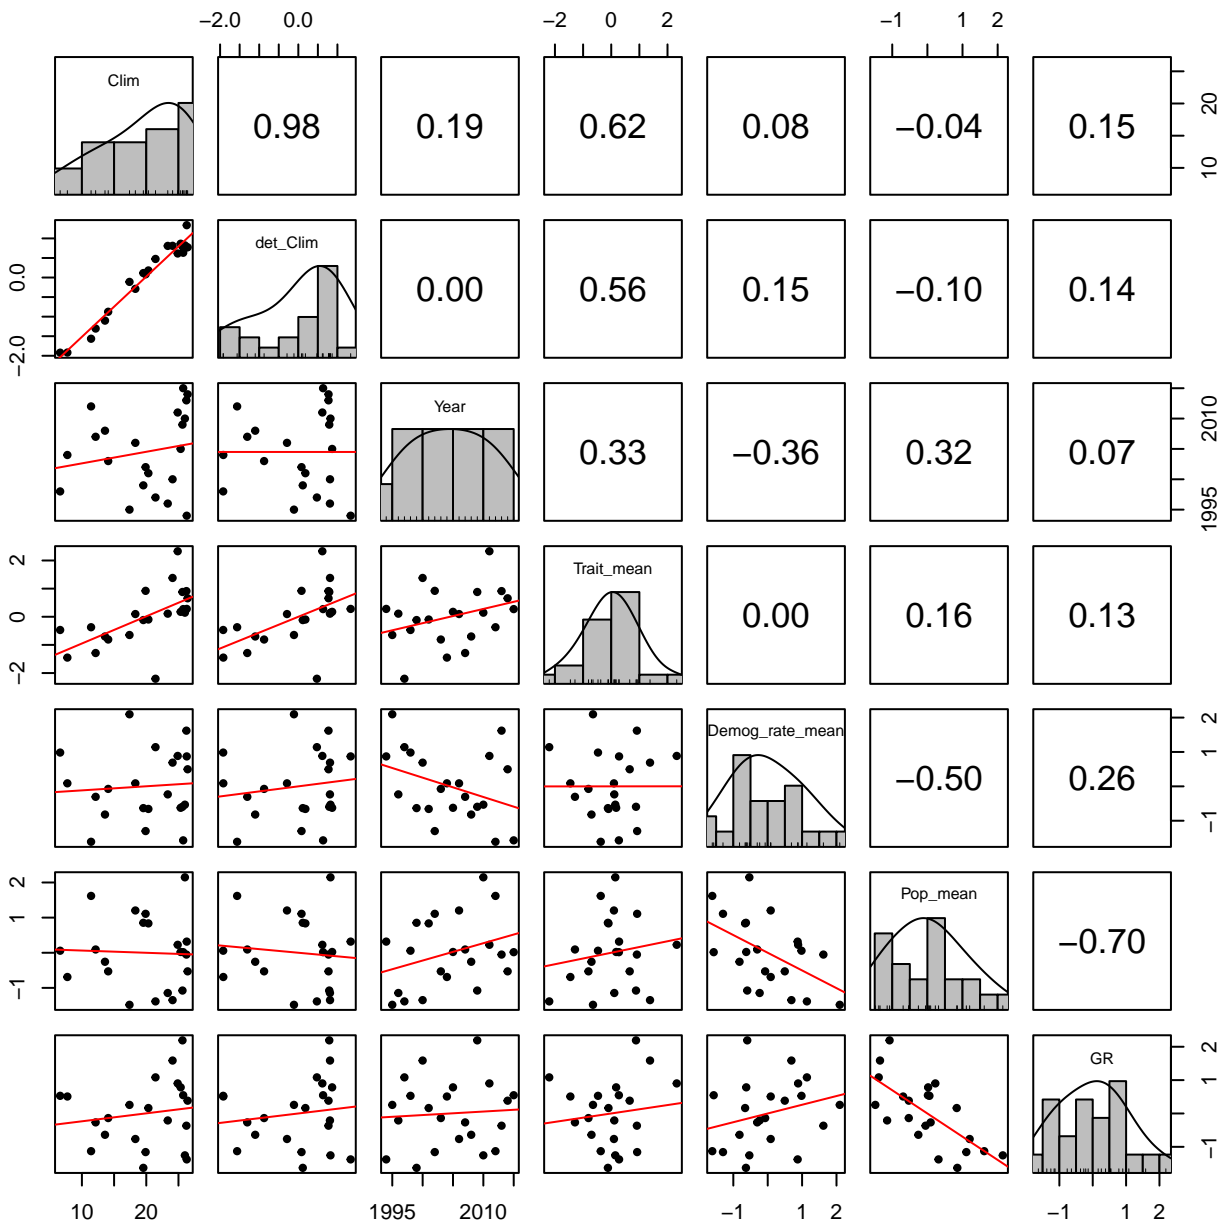 −2.0 0.0 −2 0 2 −2 1 2
Clim 0.98 0.19 0.62 0.08 −0.04 0.15 10 20
−2.0 0.0 det_Clim 0.00 0.56 0.15 −0.10 0.14
Year 0.33 −0.36 0.32 0.07 1995 2010
−2 0 2 Trait_mean 0.00 0.16 0.13
Demog_rate_mean −0.50 0.26 −1 1 2
−1 1 2 Pop_mean −0.70
GR −1 1 2
10 20 1995 2010 −1 1 2 −1 1 2